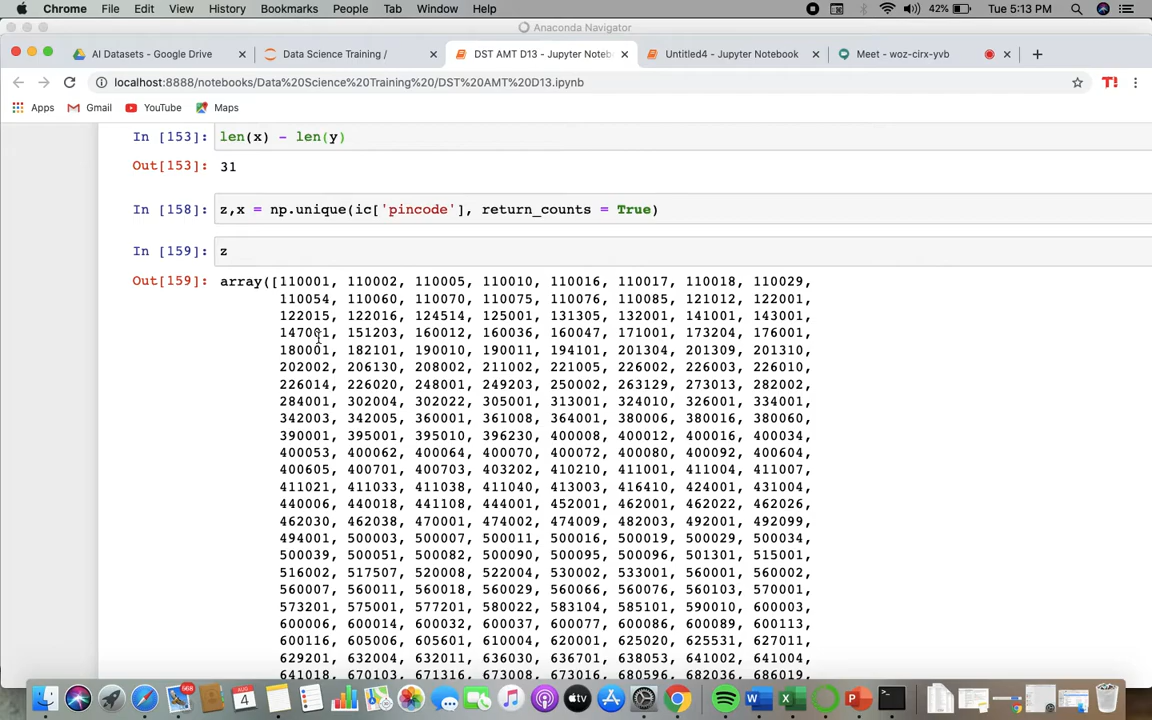 Chrome File Edit View History Bookmarks People Tab Window Help 42% Tue 5:13 PM
Anaconda Navigator
AI Datasets - Google Drive × Data Science Training / × DST AMT D13 - Jupyter Noteb × Untitled4 - Jupyter Notebook × Meet - woz-cirx-yvb × +
localhost:8888/notebooks/Data%20Science%20Training%20/DST%20AMT%20D13.ipynb T!
Apps Gmail YouTube Maps
In [153]: len(x) - len(y)
Out[153]: 31
In [158]: z,x = np.unique(ic['pincode'], return_counts = True)
In [159]: z
Out[159]: array([110001, 110002, 110005, 110010, 110016, 110017, 110018, 110029,
110054, 110060, 110070, 110075, 110076, 110085, 121012, 122001,
122015, 122016, 124514, 125001, 131305, 132001, 141001, 143001,
147001, 151203, 160012, 160036, 160047, 171001, 173204, 176001,
180001, 182101, 190010, 190011, 194101, 201304, 201309, 201310,
202002, 206130, 208002, 211002, 221005, 226002, 226003, 226010,
226014, 226020, 248001, 249203, 250002, 263129, 273013, 282002,
284001, 302004, 302022, 305001, 313001, 324010, 326001, 334001,
342003, 342005, 360001, 361008, 364001, 380006, 380016, 380060,
390001, 395001, 395010, 396230, 400008, 400012, 400016, 400034,
400053, 400062, 400064, 400070, 400072, 400080, 400092, 400604,
400605, 400701, 400703, 403202, 410210, 411001, 411004, 411007,
411021, 411033, 411038, 411040, 413003, 416410, 424001, 431004,
440006, 440018, 441108, 444001, 452001, 462001, 462022, 462026,
462030, 462038, 470001, 474002, 474009, 482003, 492001, 492099,
494001, 500003, 500007, 500011, 500016, 500019, 500029, 500034,
500039, 500051, 500082, 500090, 500095, 500096, 501301, 515001,
516002, 517507, 520008, 522004, 530002, 533001, 560001, 560002,
560007, 560011, 560018, 560029, 560066, 560076, 560103, 570001,
573201, 575001, 577201, 580022, 583104, 585101, 590010, 600003,
600006, 600014, 600032, 600037, 600077, 600086, 600089, 600113,
600116, 605006, 605601, 610004, 620001, 625020, 625531, 627011,
629201, 632004, 632011, 636030, 636701, 638053, 641002, 641004,
641018, 670103, 671316, 673008, 673016, 680596, 682036, 686019,
AUG
4
568
tv